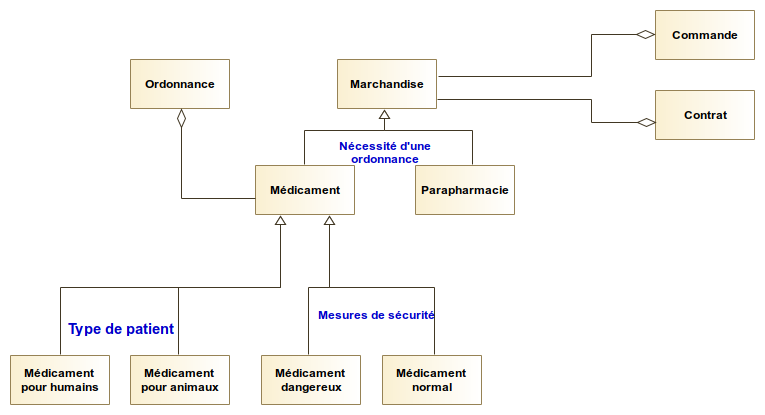 Commande
Ordonnance
Marchandise
Contrat
Nécessité d'une
ordonnance
Médicament
Parapharmacie
Mesures de sécurité
Type de patient
Médicament
pour humains
Médicament
pour animaux
Médicament
dangereux
Médicament
normal